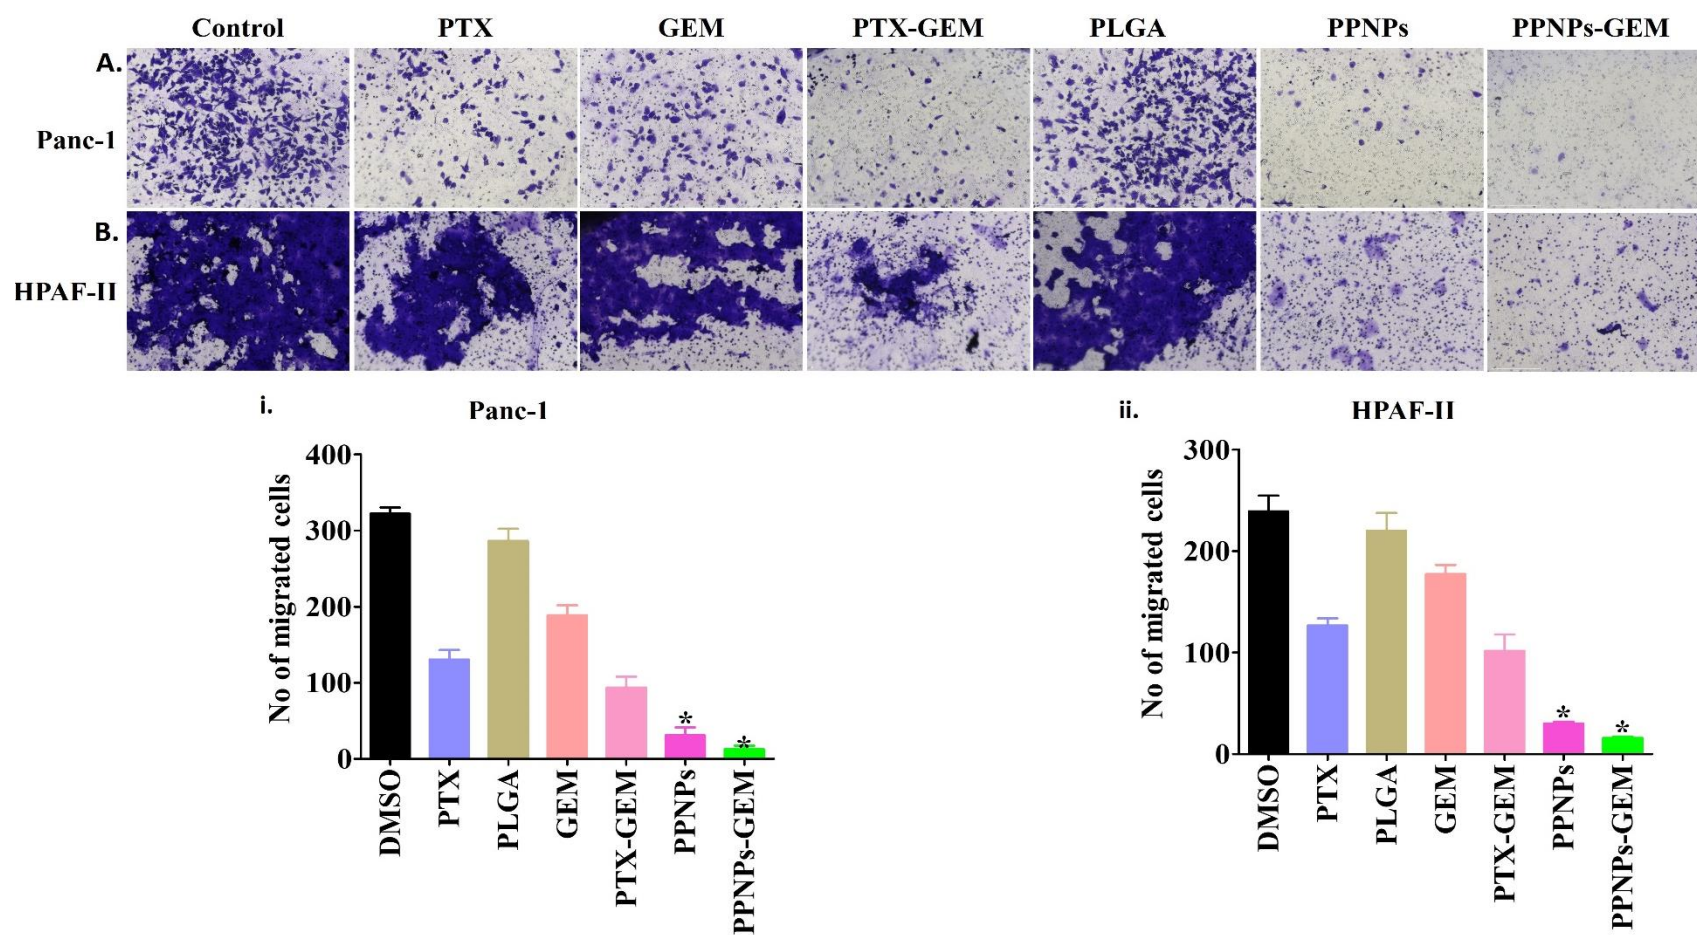 Control PTX GEM PTX-GEM PLGA PPNPs PPNPs-GEM
A.
Panc-1
B.
HPAF-II
i. Panc-1
No of migrated cells
400
300
200
100
0
DMSO
PTX
PLGA
GEM
PTX-GEM
PPNPs
PPNPs-GEM
*
*
ii. HPAF-II
No of migrated cells
300
200
100
0
DMSO
PTX
PLGA
GEM
PTX-GEM
PPNPs
PPNPs-GEM
*
*